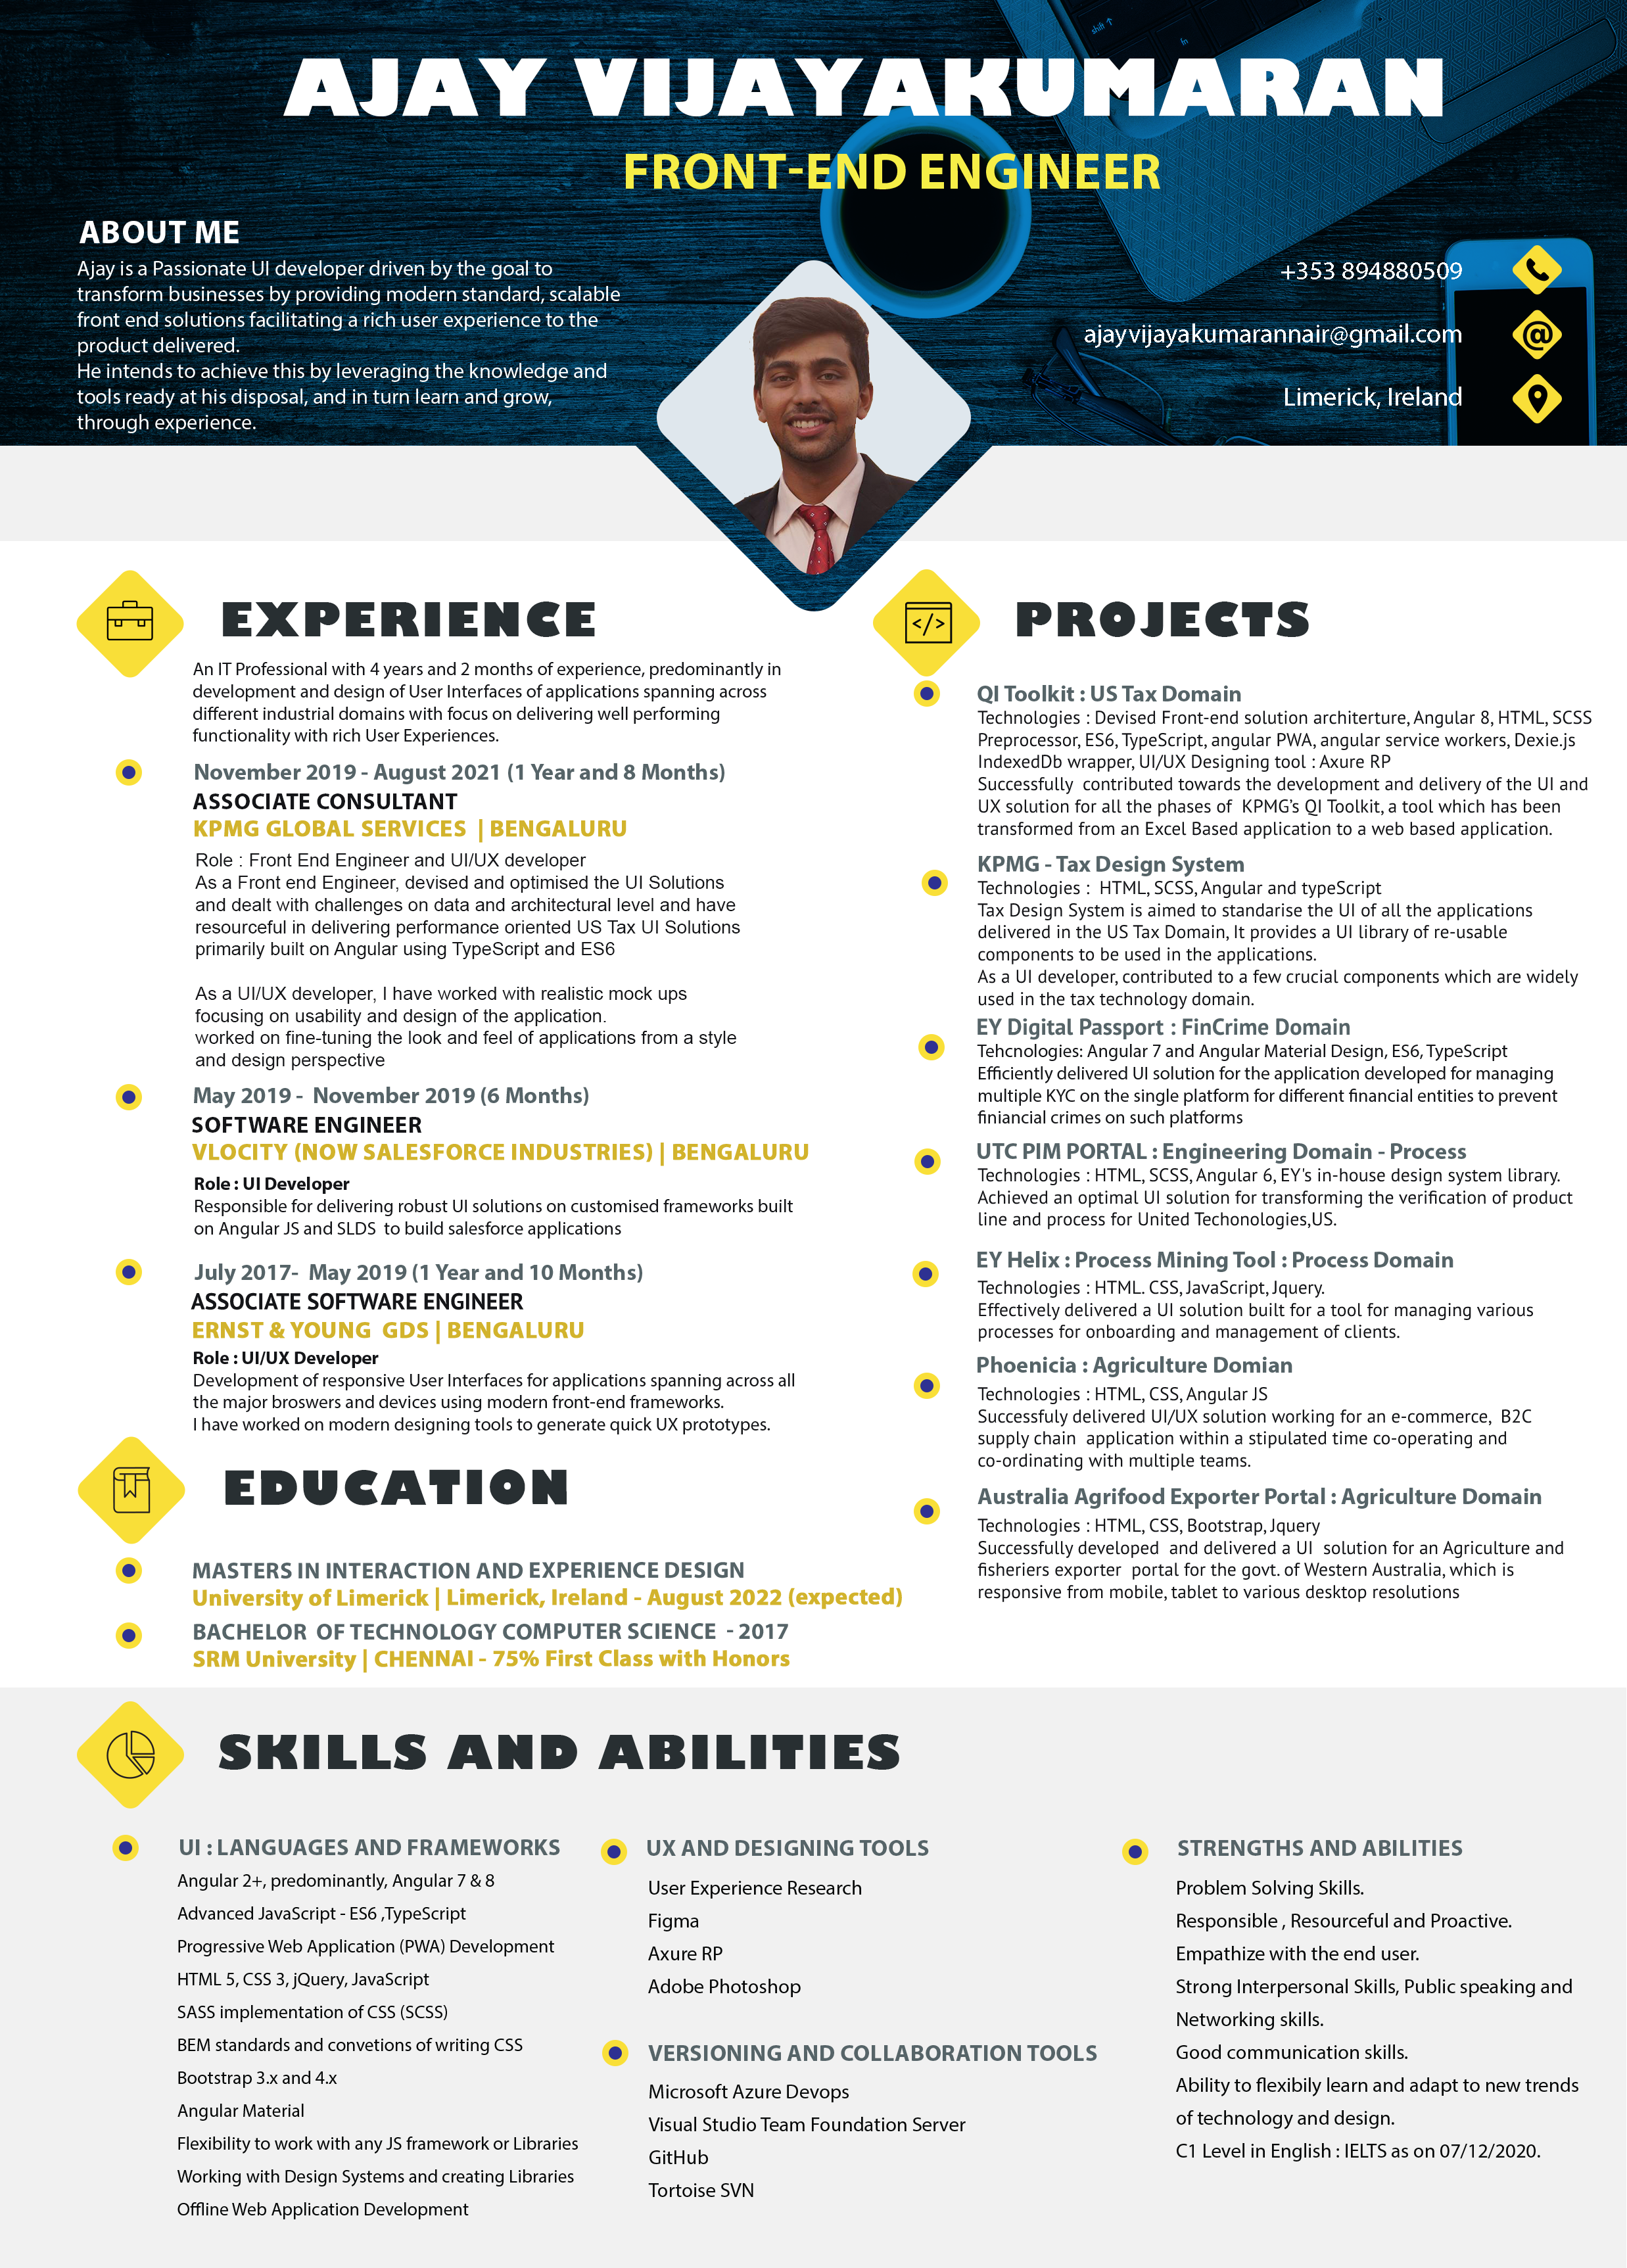 AJAY VIJAYAKUMARAN
FRONT-END ENGINEER
ABOUT ME
Ajay is a Passionate UI developer driven by the goal to
transform businesses by providing modern standard, scalable
front end solutions facilitating a rich user experience to the
product delivered.
He intends to achieve this by leveraging the knowledge and
tools ready at his disposal, and in turn learn and grow,
through experience.
+353 894880509
ajayvijayakumarannair@gmail.com
Limerick, Ireland
shift
fn
EXPERIENCE
An IT Professional with 4 years and 2 months of experience, predominantly in
development and design of User Interfaces of applications spanning across
different industrial domains with focus on delivering well performing
functionality with rich User Experiences.
November 2019 - August 2021 (1 Year and 8 Months)
ASSOCIATE CONSULTANT
KPMG GLOBAL SERVICES | BENGALURU
Role : Front End Engineer and UI/UX developer
As a Front end Engineer, devised and optimised the UI Solutions
and dealt with challenges on data and architectural level and have
resourceful in delivering performance oriented US Tax UI Solutions
primarily built on Angular using TypeScript and ES6
As a UI/UX developer, I have worked with realistic mock ups
focusing on usability and design of the application.
worked on fine-tuning the look and feel of applications from a style
and design perspective
May 2019 - November 2019 (6 Months)
SOFTWARE ENGINEER
VLOCITY (NOW SALESFORCE INDUSTRIES) | BENGALURU
Role : UI Developer
Responsible for delivering robust UI solutions on customised frameworks built
on Angular JS and SLDS to build salesforce applications
July 2017- May 2019 (1 Year and 10 Months)
ASSOCIATE SOFTWARE ENGINEER
ERNST & YOUNG GDS | BENGALURU
Role : UI/UX Developer
Development of responsive User Interfaces for applications spanning across all
the major broswers and devices using modern front-end frameworks.
I have worked on modern designing tools to generate quick UX prototypes.
EDUCATION
MASTERS IN INTERACTION AND EXPERIENCE DESIGN
University of Limerick | Limerick, Ireland - August 2022 (expected)
BACHELOR OF TECHNOLOGY COMPUTER SCIENCE - 2017
SRM University | CHENNAI - 75% First Class with Honors
</>
PROJECTS
QI Toolkit : US Tax Domain
Technologies : Devised Front-end solution architerture, Angular 8, HTML, SCSS
Preprocessor, ES6, TypeScript, angular PWA, angular service workers, Dexie.js
IndexedDb wrapper, UI/UX Designing tool : Axure RP
Successfully contributed towards the development and delivery of the UI and
UX solution for all the phases of KPMG's QI Toolkit, a tool which has been
transformed from an Excel Based application to a web based application.
KPMG - Tax Design System
Technologies : HTML, SCSS, Angular and typeScript
Tax Design System is aimed to standarise the UI of all the applications
delivered in the US Tax Domain, It provides a UI library of re-usable
components to be used in the applications.
As a UI developer, contributed to a few crucial components which are widely
used in the tax technology domain.
EY Digital Passport : FinCrime Domain
Tehcnologies: Angular 7 and Angular Material Design, ES6, TypeScript
Efficiently delivered UI solution for the application developed for managing
multiple KYC on the single platform for different financial entities to prevent
finiancial crimes on such platforms
UTC PIM PORTAL : Engineering Domain - Process
Technologies : HTML, SCSS, Angular 6, EY's in-house design system library.
Achieved an optimal UI solution for transforming the verification of product
line and process for United Techonologies,US.
EY Helix : Process Mining Tool : Process Domain
Technologies : HTML. CSS, JavaScript, Jquery.
Effectively delivered a UI solution built for a tool for managing various
processes for onboarding and management of clients.
Phoenicia : Agriculture Domian
Technologies : HTML, CSS, Angular JS
Successfuly delivered UI/UX solution working for an e-commerce, B2C
supply chain application within a stipulated time co-operating and
co-ordinating with multiple teams.
Australia Agrifood Exporter Portal : Agriculture Domain
Technologies : HTML, CSS, Bootstrap, Jquery
Successfully developed and delivered a UI solution for an Agriculture and
fisheriers exporter portal for the govt. of Western Australia, which is
responsive from mobile, tablet to various desktop resolutions
SKILLS AND ABILITIES
UI : LANGUAGES AND FRAMEWORKS
Angular 2+, predominantly, Angular 7 & 8
Advanced JavaScript - ES6 ,TypeScript
Progressive Web Application (PWA) Development
HTML 5, CSS 3, jQuery, JavaScript
SASS implementation of CSS (SCSS)
BEM standards and convetions of writing CSS
Bootstrap 3.x and 4.x
Angular Material
Flexibility to work with any JS framework or Libraries
Working with Design Systems and creating Libraries
Offline Web Application Development
UX AND DESIGNING TOOLS
User Experience Research
Figma
Axure RP
Adobe Photoshop
VERSIONING AND COLLABORATION TOOLS
Microsoft Azure Devops
Visual Studio Team Foundation Server
GitHub
Tortoise SVN
STRENGTHS AND ABILITIES
Problem Solving Skills.
Responsible , Resourceful and Proactive.
Empathize with the end user.
Strong Interpersonal Skills, Public speaking and
Networking skills.
Good communication skills.
Ability to flexibily learn and adapt to new trends
of technology and design.
C1 Level in English : IELTS as on 07/12/2020.